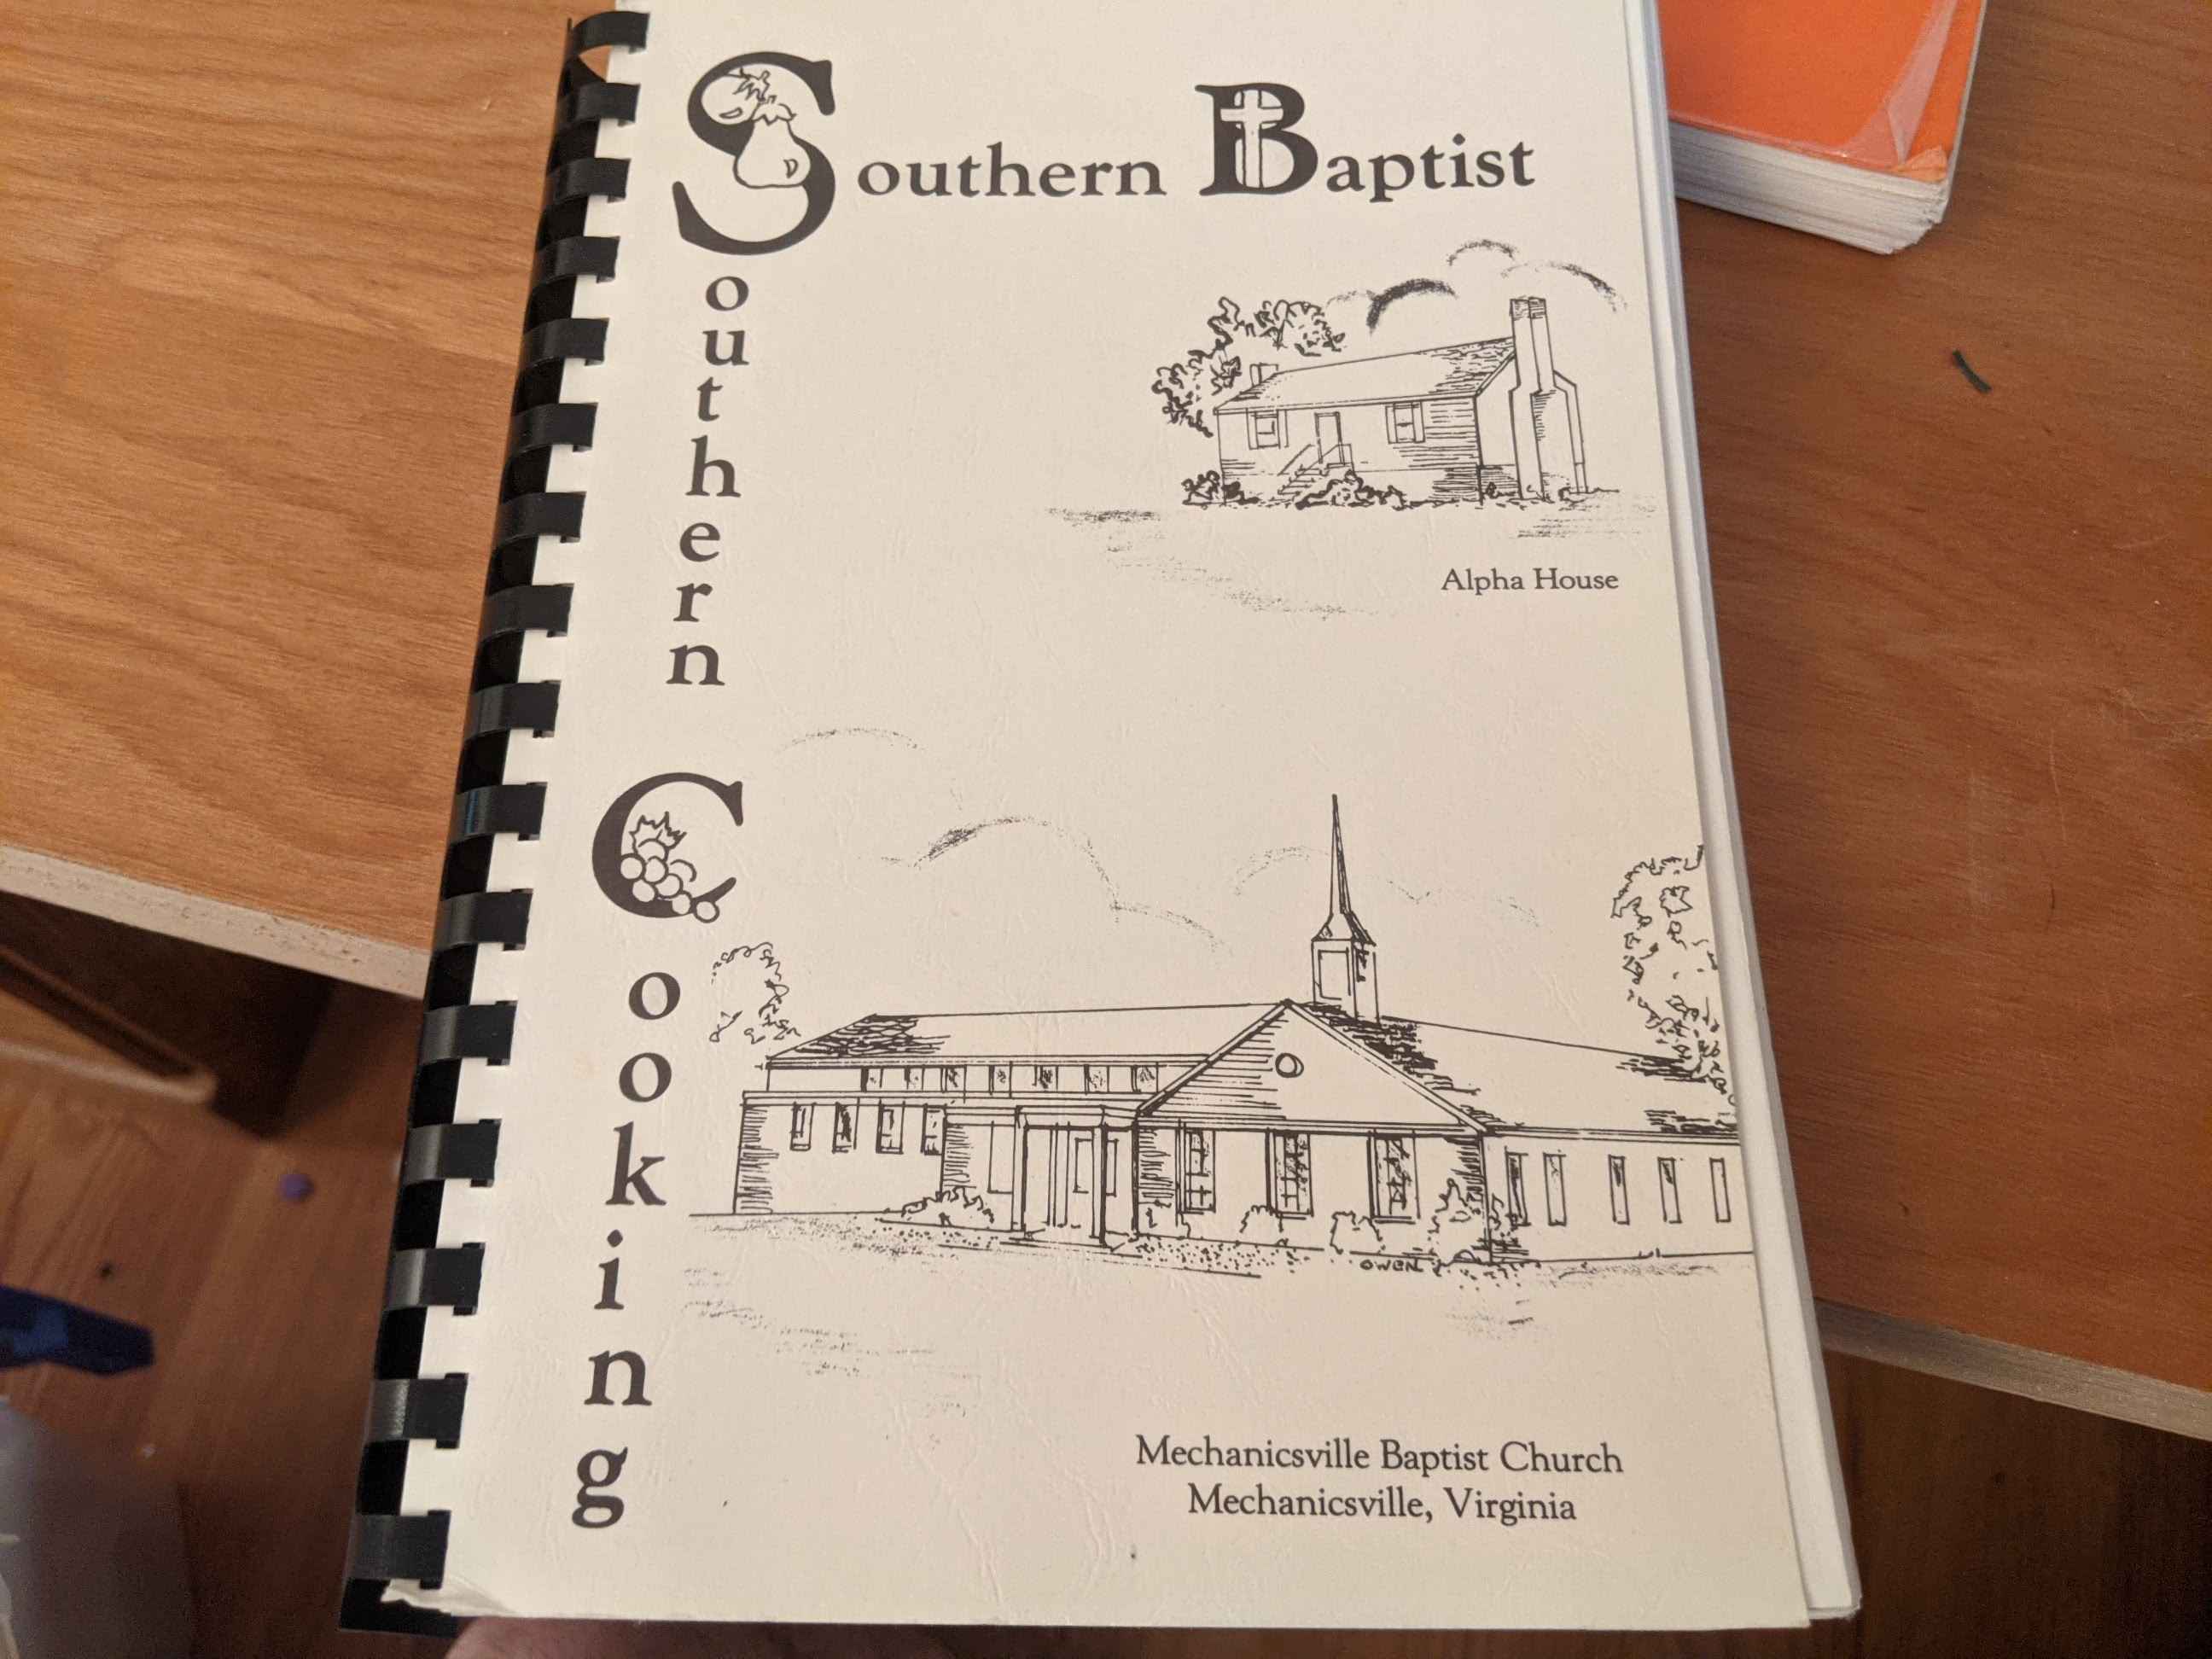 Southern Baptist
Southern
Cooking
Alpha House
OWEN
Mechanicsville Baptist Church
Mechanicsville, Virginia